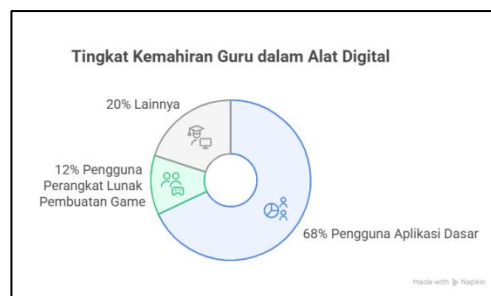 Tingkat Kemahiran Guru dalam Alat Digital
20% Lainnya
12% Pengguna
Perangkat Lunak
Pembuatan Game
68% Pengguna Aplikasi Dasar
Made with Napkin